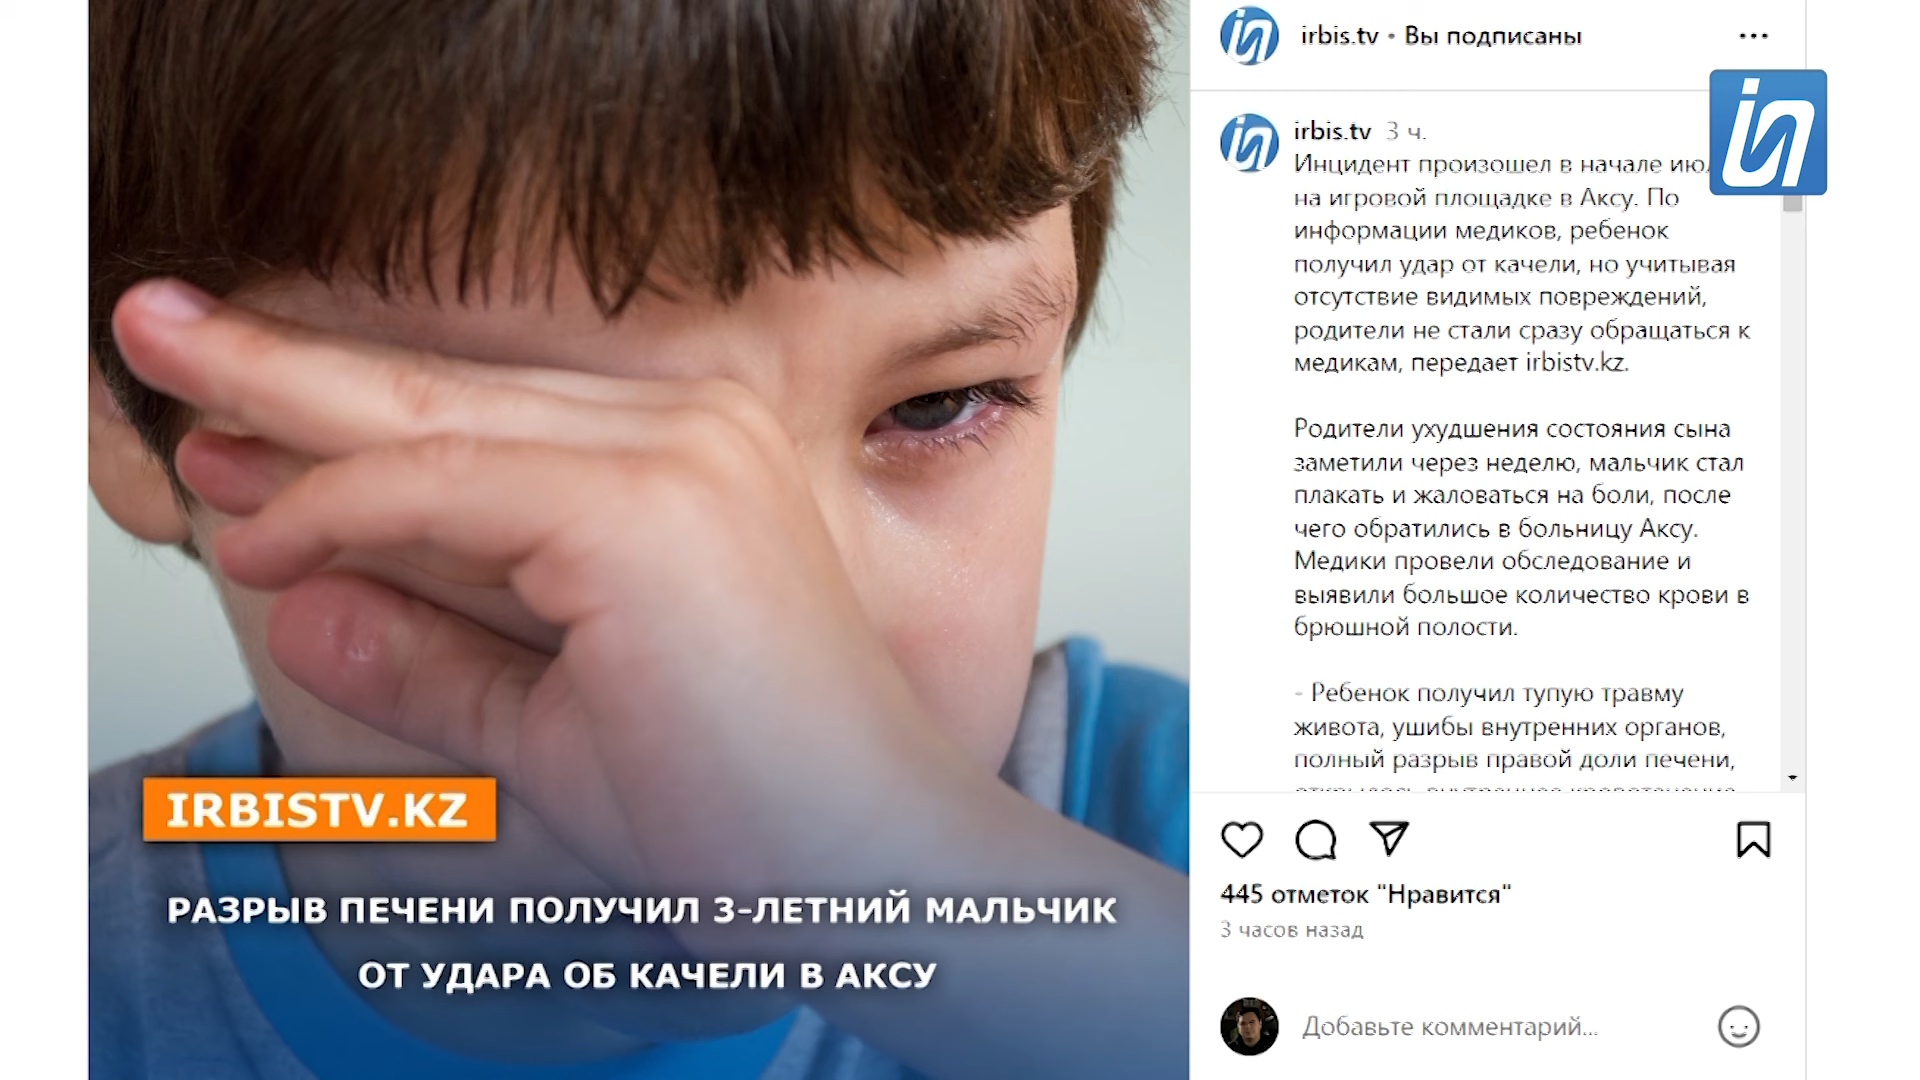 IRBISTV.KZ
РАЗРЫВ ПЕЧЕНИ ПОЛУЧИЛ 3-ЛЕТНИЙ МАЛЬЧИК
ОТ УДАРА ОБ КАЧЕЛИ В АКСУ
irbis.tv • Вы подписаны
irbis.tv 3 ч.
Инцидент произошел в начале
на игровой площадке в Аксу. По
информации медиков, ребенок
получил удар от качели, но учитывая
отсутствие видимых повреждений,
родители не стали сразу обращаться к
медикам, передает irbistv.kz.
Родители ухудшения состояния сына
заметили через неделю, мальчик стал
плакать и жаловаться на боли, после
чего обратились в больницу Аксу.
Медики провели обследование и
выявили большое количество крови в
брюшной полости.
- Ребенок получил тупую травму
живота, ушибы внутренних органов,
полный разрыв правой доли печени,
445 отметок "Нравится"
3 часов назад
Добавьте комментарий...